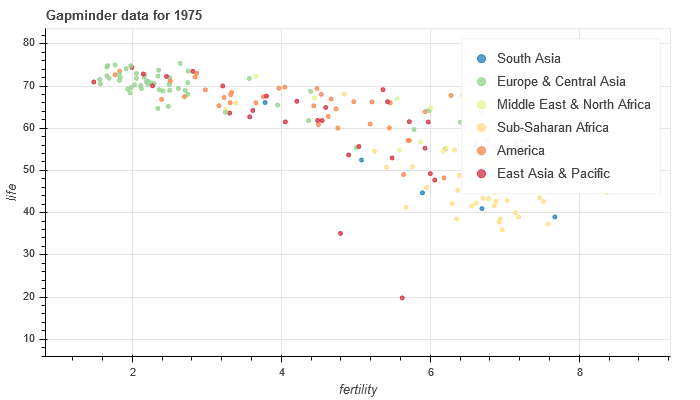 Gapminder data for 1975
80
70
60
50
40
30
20
10
life
South Asia
Europe & Central Asia
Middle East & North Africa
Sub-Saharan Africa
America
East Asia & Pacific
2 4 6 8
fertility